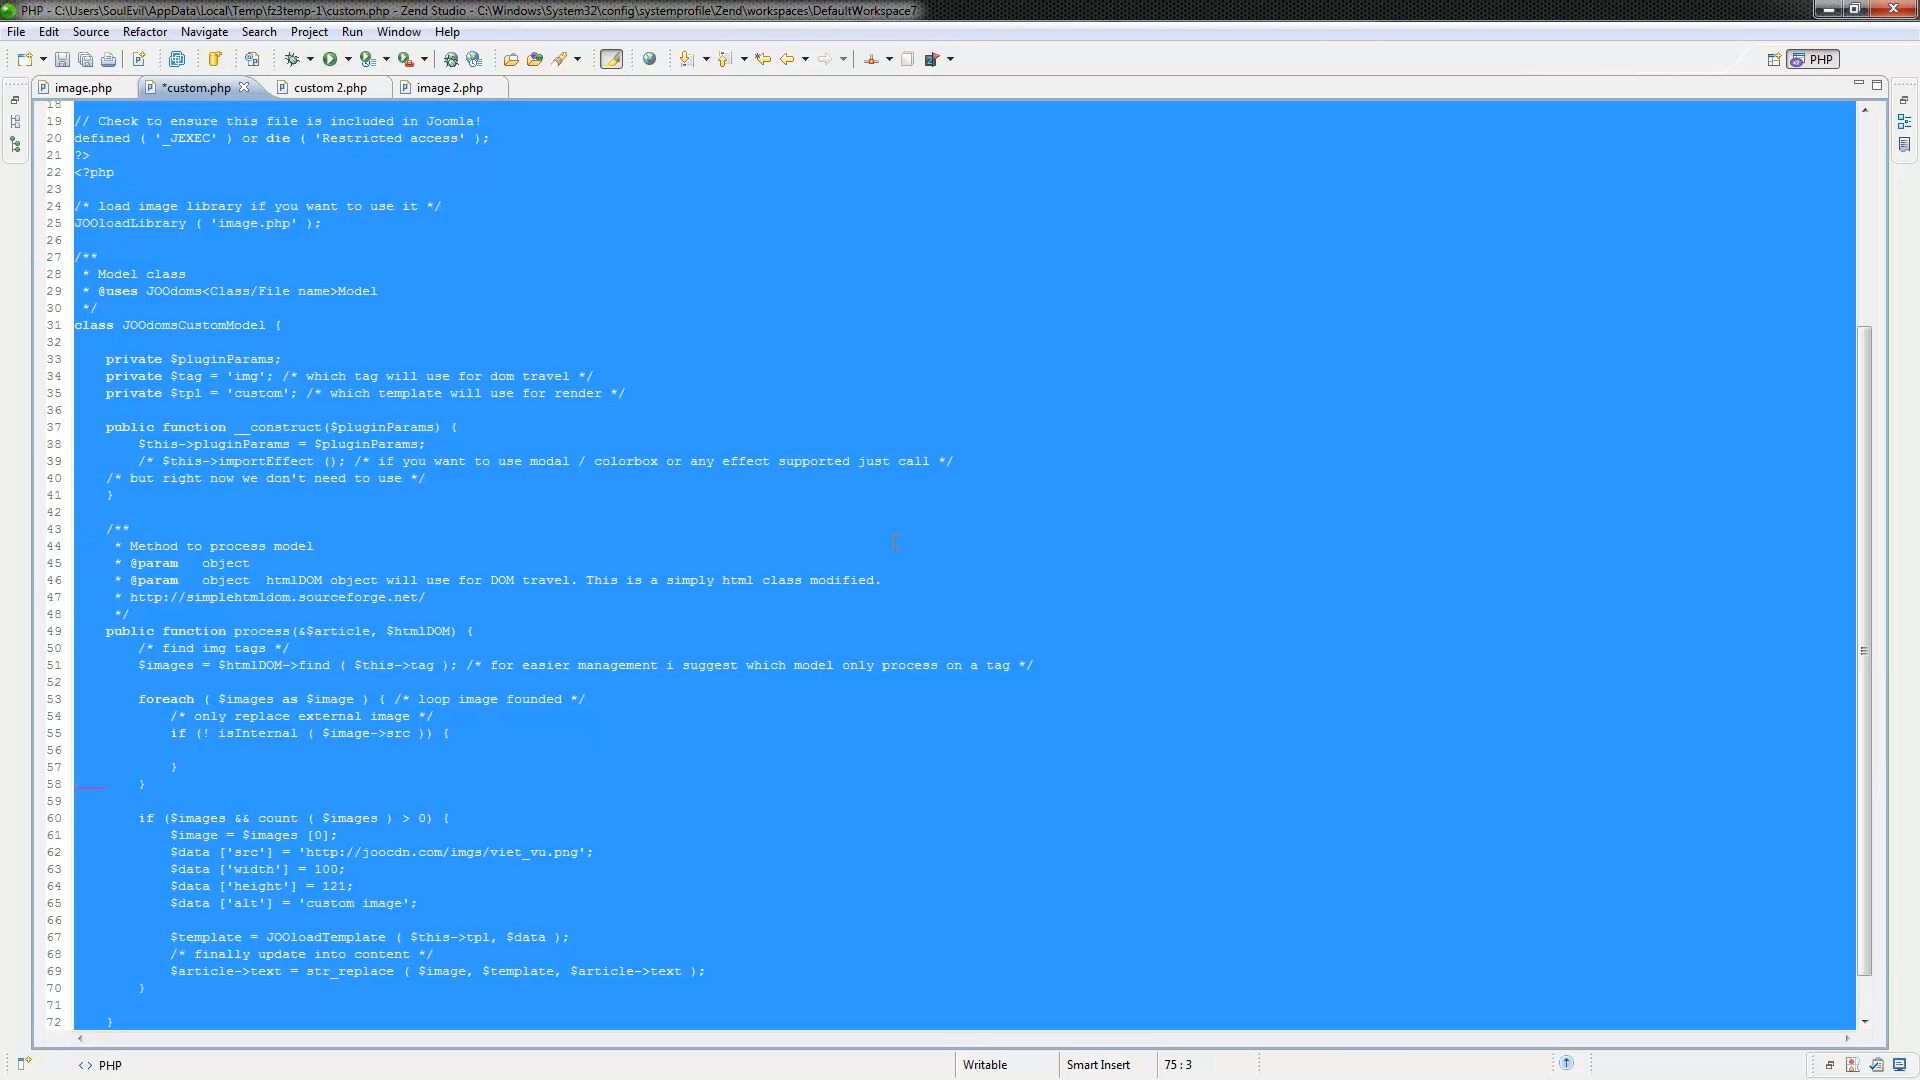 PHP - C:\Users\SoulEvil\AppData\Local\Temp\fz3temp-1\custom.php - Zend Studio - C:\Windows\System32\config\systemprofile\Zend\workspaces\DefaultWorkspace7
File Edit Source Refactor Navigate Search Project Run Window Help
PHP
image.php *custom.php custom 2.php image 2.php
18
19 // Check to ensure this file is included in Joomla!
20 defined ( '_JEXEC' ) or die ( 'Restricted access' );
21 ?>
22 <?php
23
24 /* load image library if you want to use it */
25 JOOloadLibrary ( 'image.php' );
26
27 /**
28  * Model class
29  * @uses JOOdoms<Class/File name>Model
30  */
31 class JOOdomsCustomModel {
32
33     private $pluginParams;
34     private $tag = 'img'; /* which tag will use for dom travel */
35     private $tpl = 'custom'; /* which template will use for render */
36
37     public function __construct($pluginParams) {
38         $this->pluginParams = $pluginParams;
39         /* $this->importEffect (); /* if you want to use modal / colorbox or any effect supported just call */
40     /* but right now we don't need to use */
41     }
42
43     /**
44      * Method to process model
45      * @param   object
46      * @param   object  htmlDOM object will use for DOM travel. This is a simply html class modified.
47      * http://simplehtmldom.sourceforge.net/
48      */
49     public function process(&$article, $htmlDOM) {
50         /* find img tags */
51         $images = $htmlDOM->find ( $this->tag ); /* for easier management i suggest which model only process on a tag */
52
53         foreach ( $images as $image ) { /* loop image founded */
54             /* only replace external image */
55             if (! isInternal ( $image->src )) {
56
57             }
58         }
59
60         if ($images && count ( $images ) > 0) {
61             $image = $images [0];
62             $data ['src'] = 'http://joocdn.com/imgs/viet_vu.png';
63             $data ['width'] = 100;
64             $data ['height'] = 121;
65             $data ['alt'] = 'custom image';
66
67             $template = JOOloadTemplate ( $this->tpl, $data );
68             /* finally update into content */
69             $article->text = str_replace ( $image, $template, $article->text );
70         }
71
72     }
<> PHP Writable Smart Insert 75 : 3